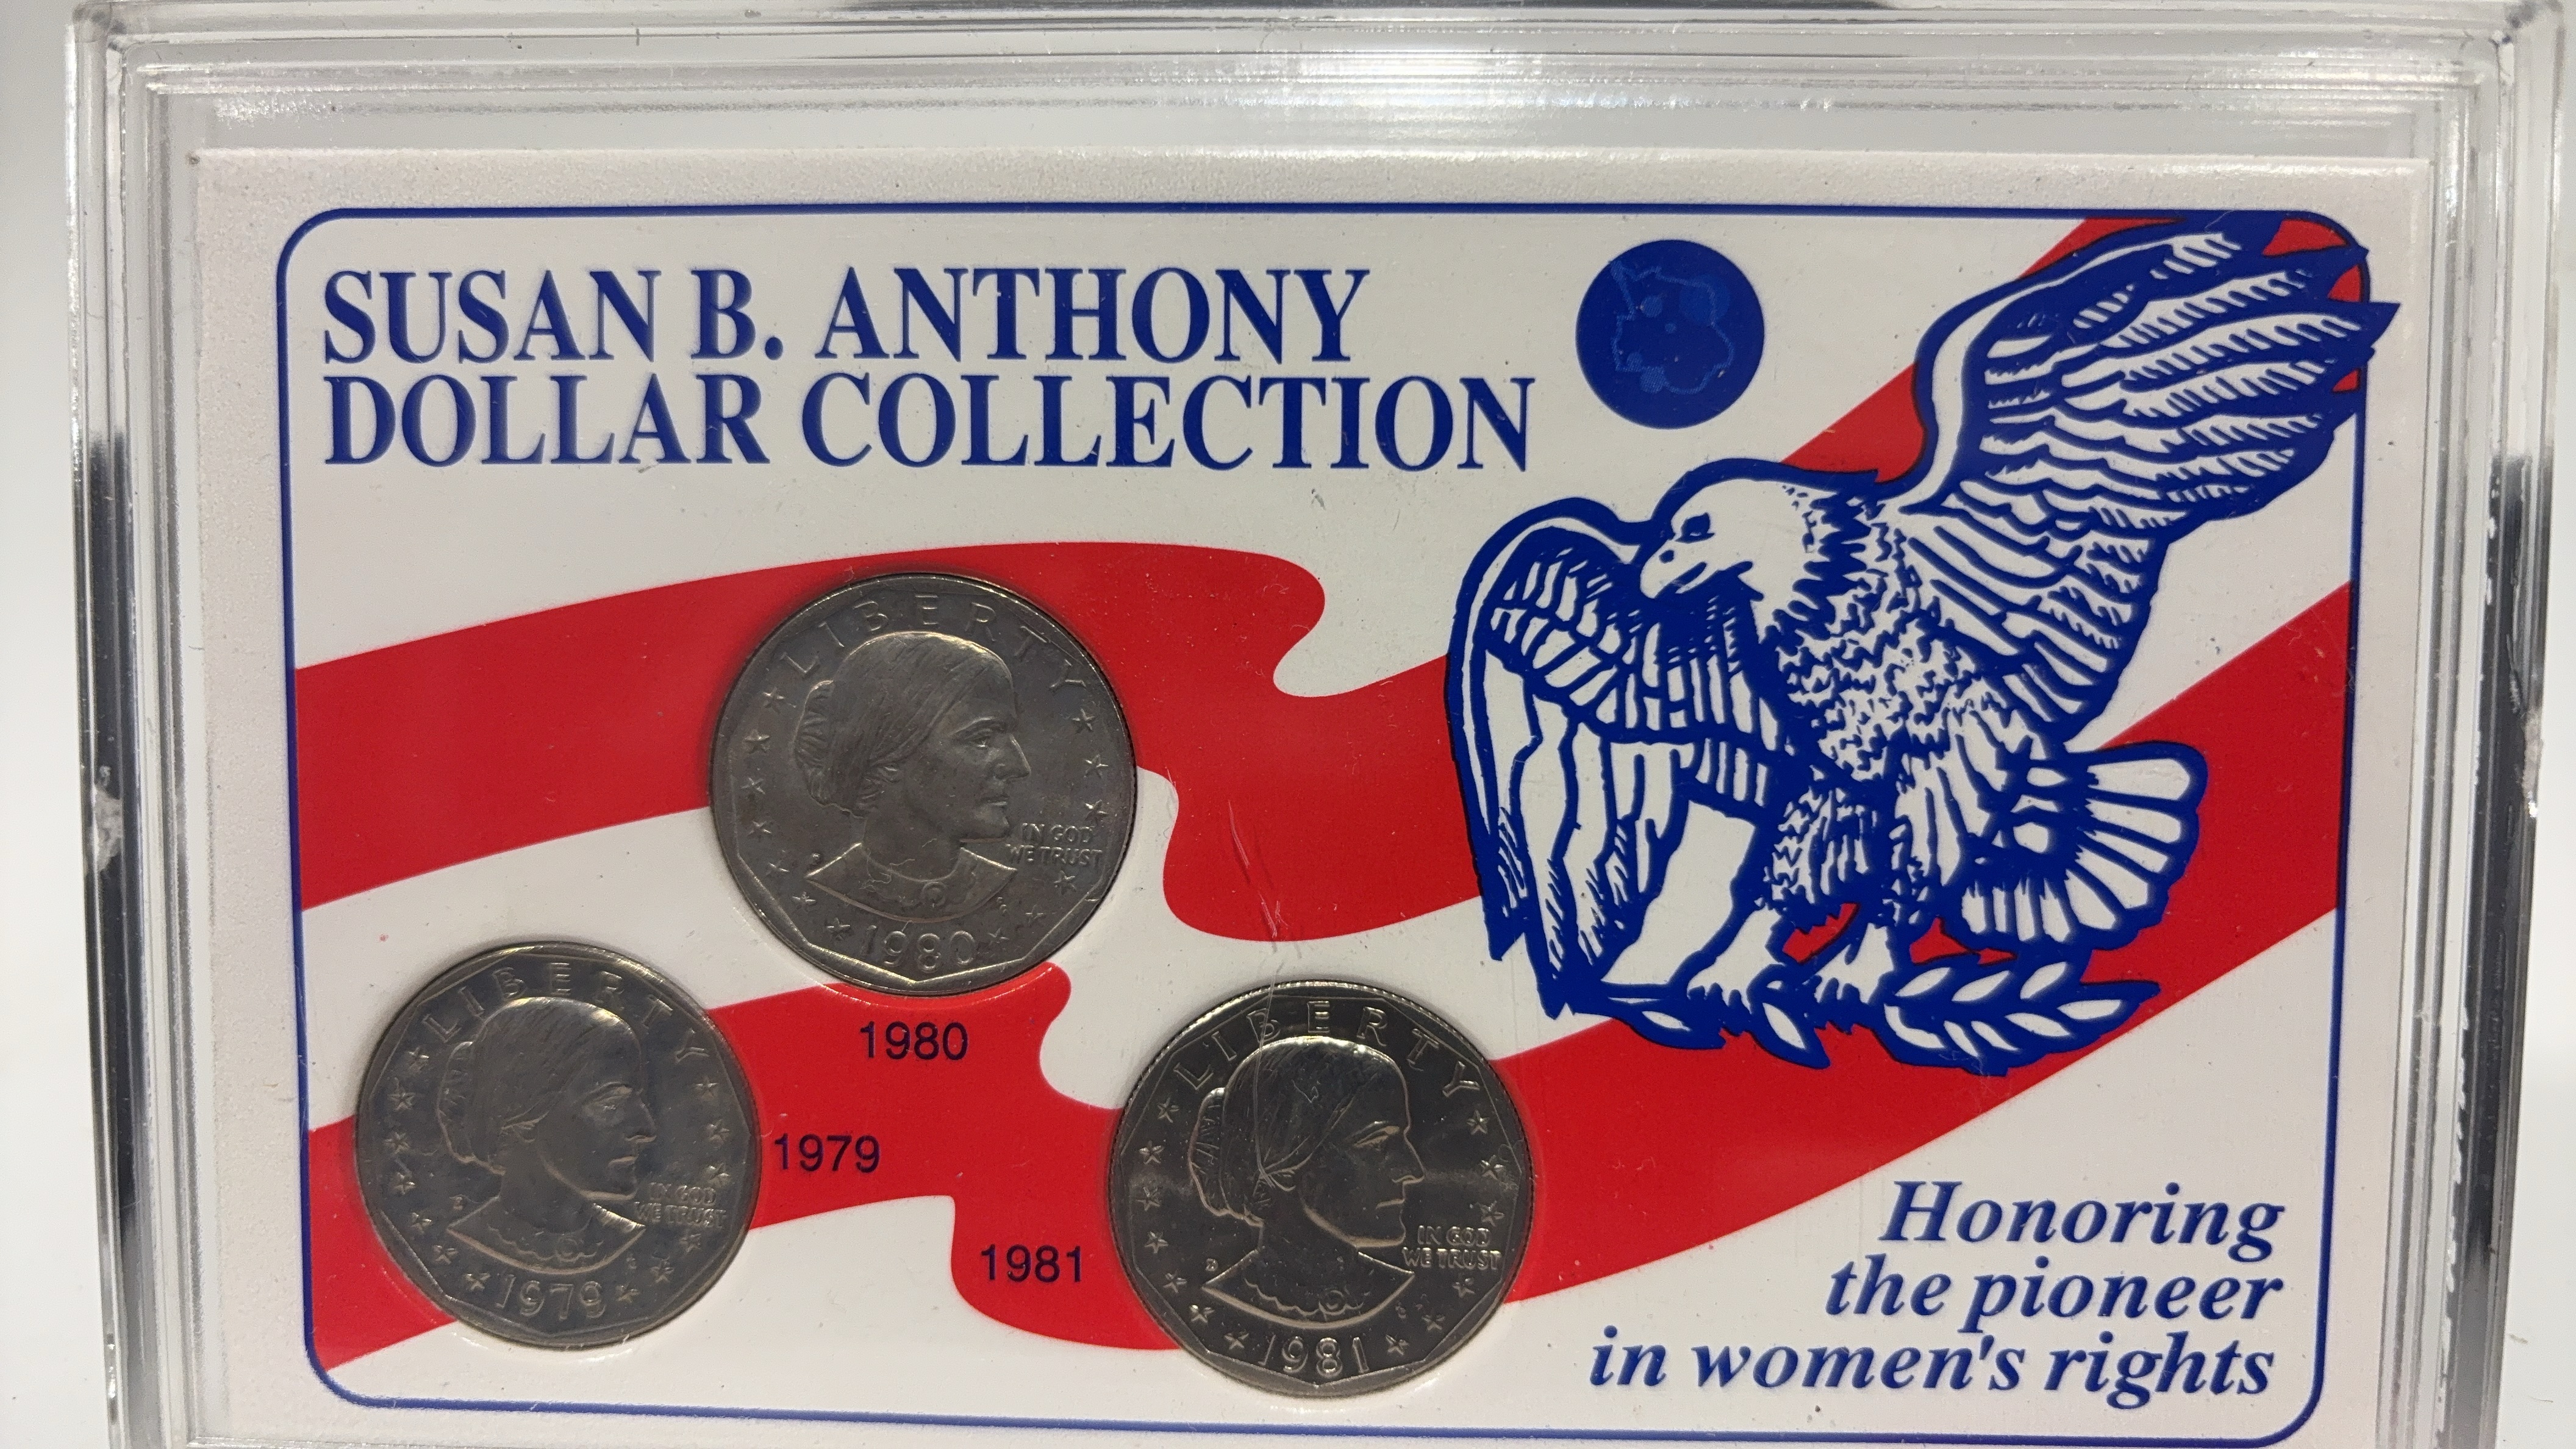 SUSAN B. ANTHONY
DOLLAR COLLECTION
LIBERTY
IN GOD
WE TRUST
P
1980
1980
LIBERTY
IN GOD
WE TRUST
1979
1979
LIBERTY
IN GOD
WE TRUST
1981
1981
Honoring
the pioneer
in women's rights